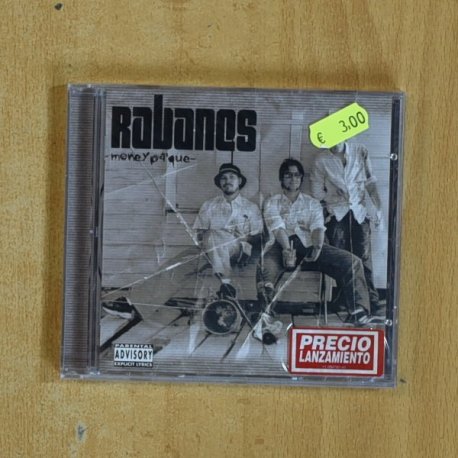 Rabanes
-money pa'que-
€ 3,00
PARENTAL
ADVISORY
EXPLICIT LYRICS
PRECIO
LANZAMIENTO